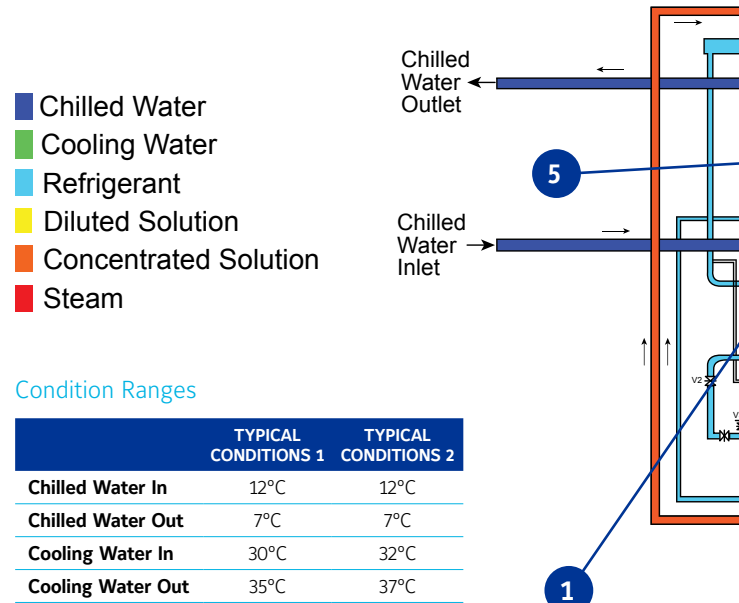 Chilled Water
Cooling Water
Refrigerant
Diluted Solution
Concentrated Solution
Steam
Chilled
Water
Outlet
5
Chilled
Water
Inlet
V2
V
1
Condition Ranges
TYPICAL CONDITIONS 1 TYPICAL CONDITIONS 2
Chilled Water In 12°C 12°C
Chilled Water Out 7°C 7°C
Cooling Water In 30°C 32°C
Cooling Water Out 35°C 37°C